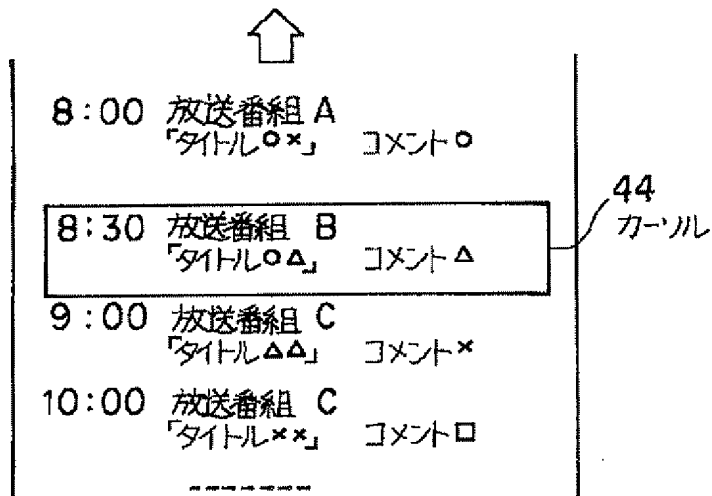 8:00 放送番組 A
「タイトル○×」 コメント○
8:30 放送番組 B
「タイトル○△」 コメント△
44
カーソル
9:00 放送番組 C
「タイトル△△」 コメント×
10:00 放送番組 C
「タイトル××」 コメント□